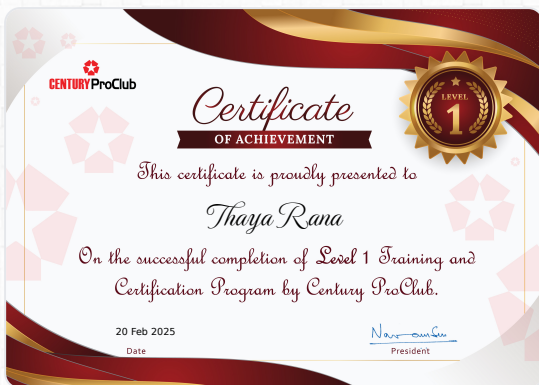 CENTURY ProClub
LEVEL
1
Certificate
OF ACHIEVEMENT
This certificate is proudly presented to
Thaya Rana
On the successful completion of Level 1 Training and
Certification Program by Century ProClub.
20 Feb 2025
Date
President